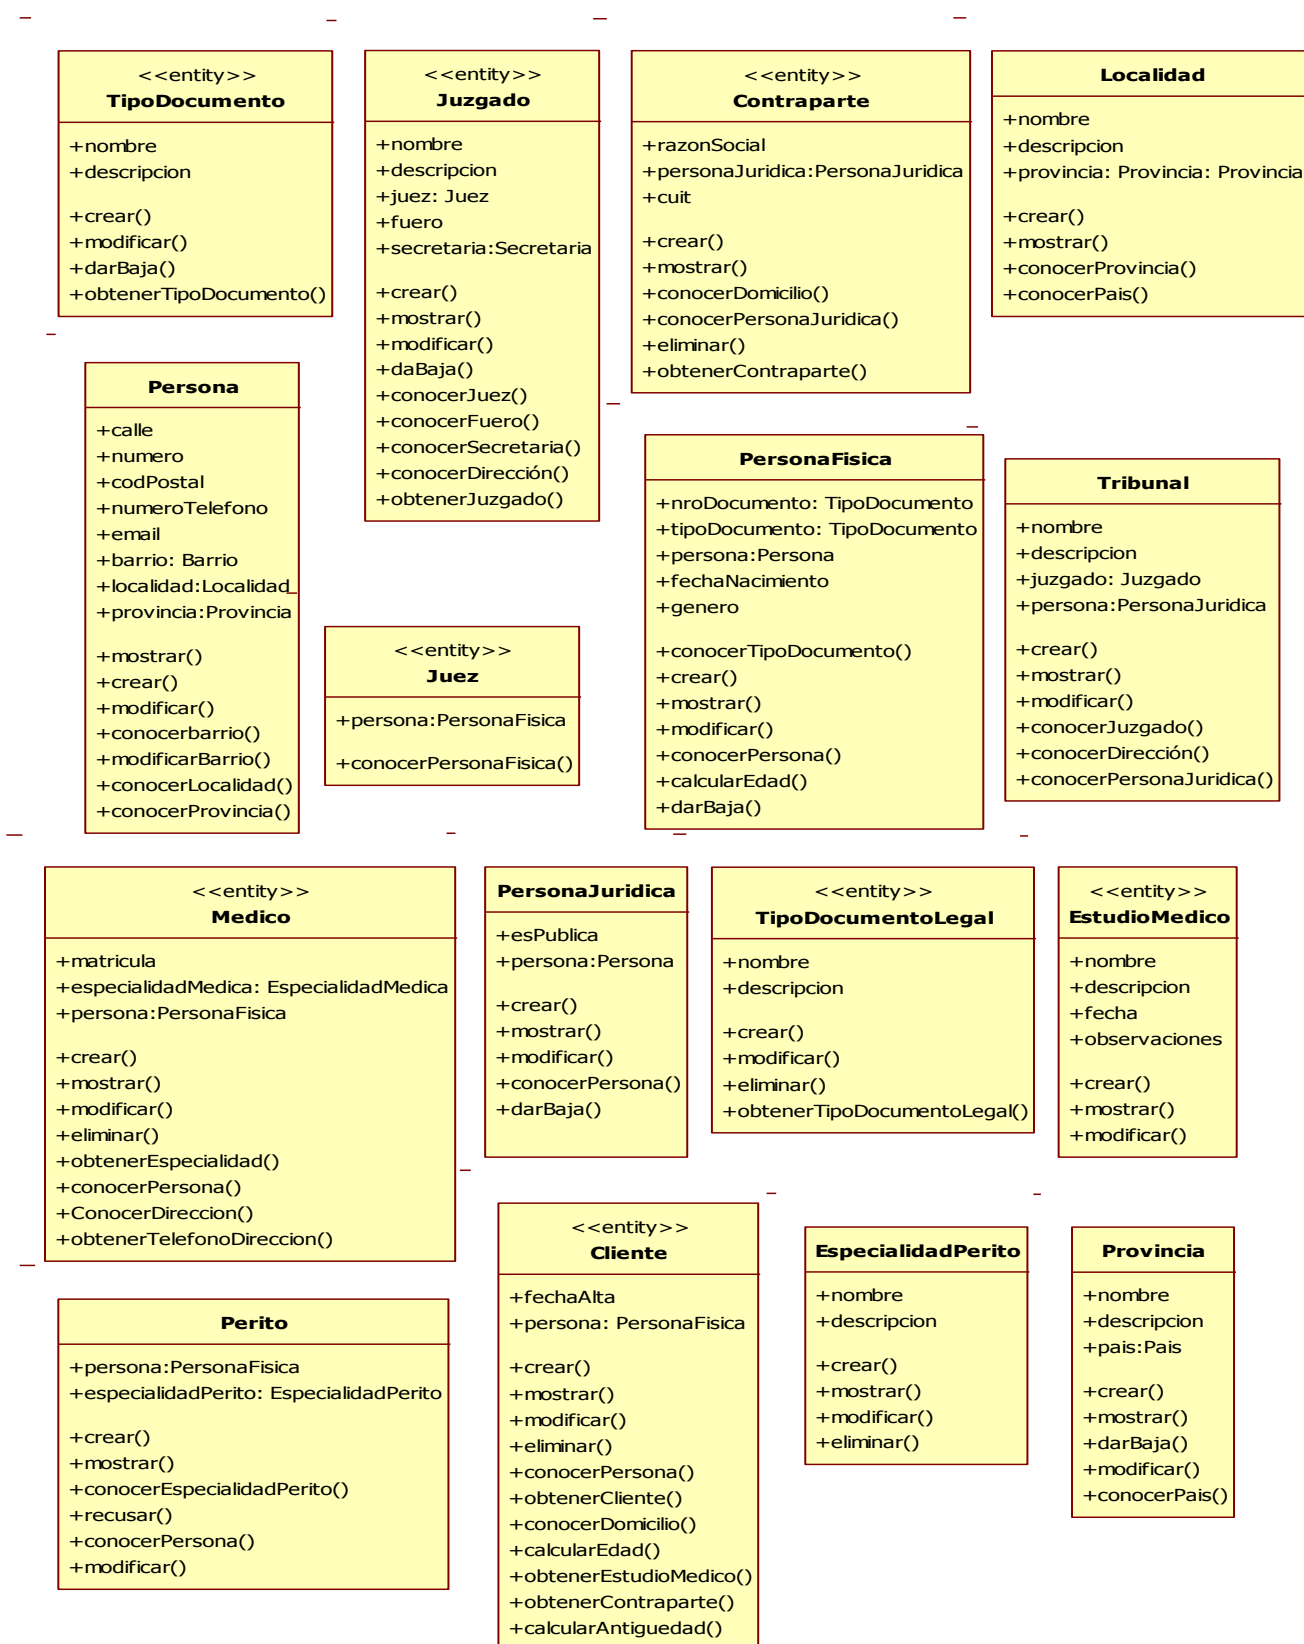 <<entity>>
TipoDocumento
+nombre
+descripcion
+crear()
+modificar()
+darBaja()
+obtenerTipoDocumento()
<<entity>>
Juzgado
+nombre
+descripcion
+juez: Juez
+fuero
+secretaria:Secretaria
+crear()
+mostrar()
+modificar()
+daBaja()
+conocerJuez()
+conocerFuero()
+conocerSecretaria()
+conocerDirección()
+obtenerJuzgado()
<<entity>>
Contraparte
+razonSocial
+personaJuridica:PersonaJuridica
+cuit
+crear()
+mostrar()
+conocerDomicilio()
+conocerPersonaJuridica()
+eliminar()
+obtenerContraparte()
Localidad
+nombre
+descripcion
+provincia: Provincia: Provincia
+crear()
+mostrar()
+conocerProvincia()
+conocerPais()
Persona
+calle
+numero
+codPostal
+numeroTelefono
+email
+barrio: Barrio
+localidad:Localidad
+provincia:Provincia
+mostrar()
+crear()
+modificar()
+conocerbarrio()
+modificarBarrio()
+conocerLocalidad()
+conocerProvincia()
<<entity>>
Juez
+persona:PersonaFisica
+conocerPersonaFisica()
PersonaFisica
+nroDocumento: TipoDocumento
+tipoDocumento: TipoDocumento
+persona:Persona
+fechaNacimiento
+genero
+conocerTipoDocumento()
+crear()
+mostrar()
+modificar()
+conocerPersona()
+calcularEdad()
+darBaja()
Tribunal
+nombre
+descripcion
+juzgado: Juzgado
+persona:PersonaJuridica
+crear()
+mostrar()
+modificar()
+conocerJuzgado()
+conocerDirección()
+conocerPersonaJuridica()
<<entity>>
Medico
+matricula
+especialidadMedica: EspecialidadMedica
+persona:PersonaFisica
+crear()
+mostrar()
+modificar()
+eliminar()
+obtenerEspecialidad()
+conocerPersona()
+ConocerDireccion()
+obtenerTelefonoDireccion()
PersonaJuridica
+esPublica
+persona:Persona
+crear()
+mostrar()
+modificar()
+conocerPersona()
+darBaja()
<<entity>>
TipoDocumentoLegal
+nombre
+descripcion
+crear()
+modificar()
+eliminar()
+obtenerTipoDocumentoLegal()
<<entity>>
EstudioMedico
+nombre
+descripcion
+fecha
+observaciones
+crear()
+mostrar()
+modificar()
Perito
+persona:PersonaFisica
+especialidadPerito: EspecialidadPerito
+crear()
+mostrar()
+conocerEspecialidadPerito()
+recusar()
+conocerPersona()
+modificar()
<<entity>>
Cliente
+fechaAlta
+persona: PersonaFisica
+crear()
+mostrar()
+modificar()
+eliminar()
+conocerPersona()
+obtenerCliente()
+conocerDomicilio()
+calcularEdad()
+obtenerEstudioMedico()
+obtenerContraparte()
+calcularAntiguedad()
EspecialidadPerito
+nombre
+descripcion
+crear()
+mostrar()
+modificar()
+eliminar()
Provincia
+nombre
+descripcion
+pais:Pais
+crear()
+mostrar()
+darBaja()
+modificar()
+conocerPais()